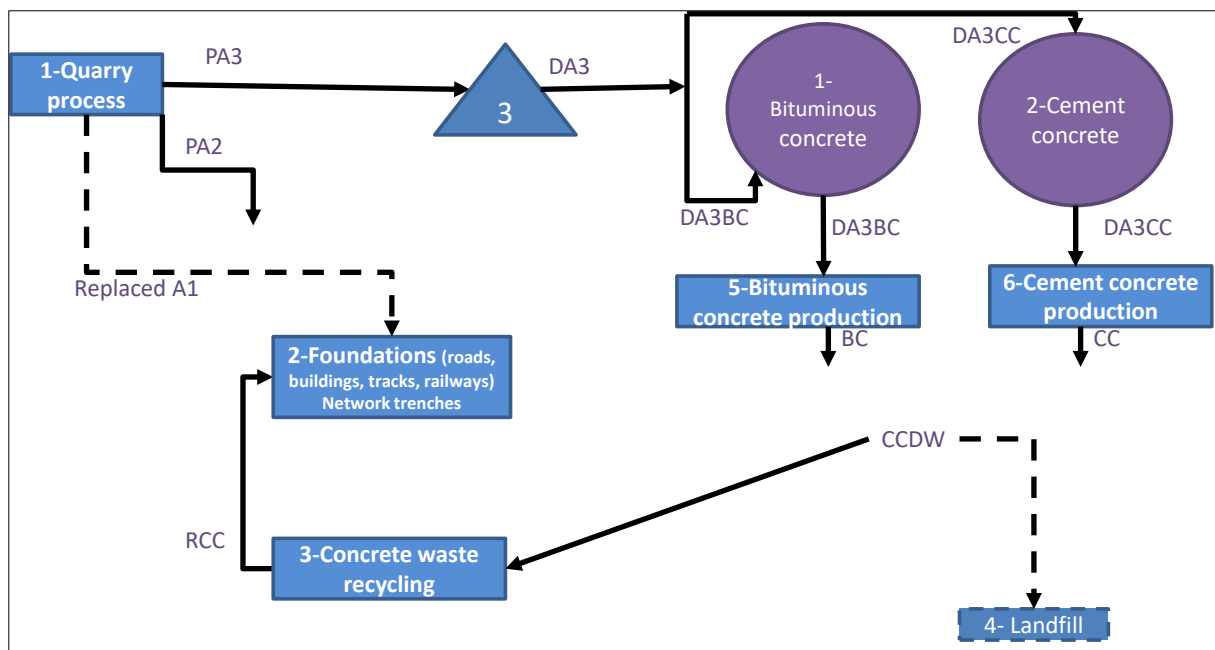 PA3
DA3
DA3CC
1-Quarry
process
3
1-
Bituminous
concrete
2-Cement
concrete
PA2
DA3BC
DA3BC
DA3CC
Replaced A1
5-Bituminous
concrete production
6-Cement concrete
production
BC
CC
2-Foundations (roads,
buildings, tracks, railways)
Network trenches
CCDW
RCC
3-Concrete waste
recycling
4- Landfill